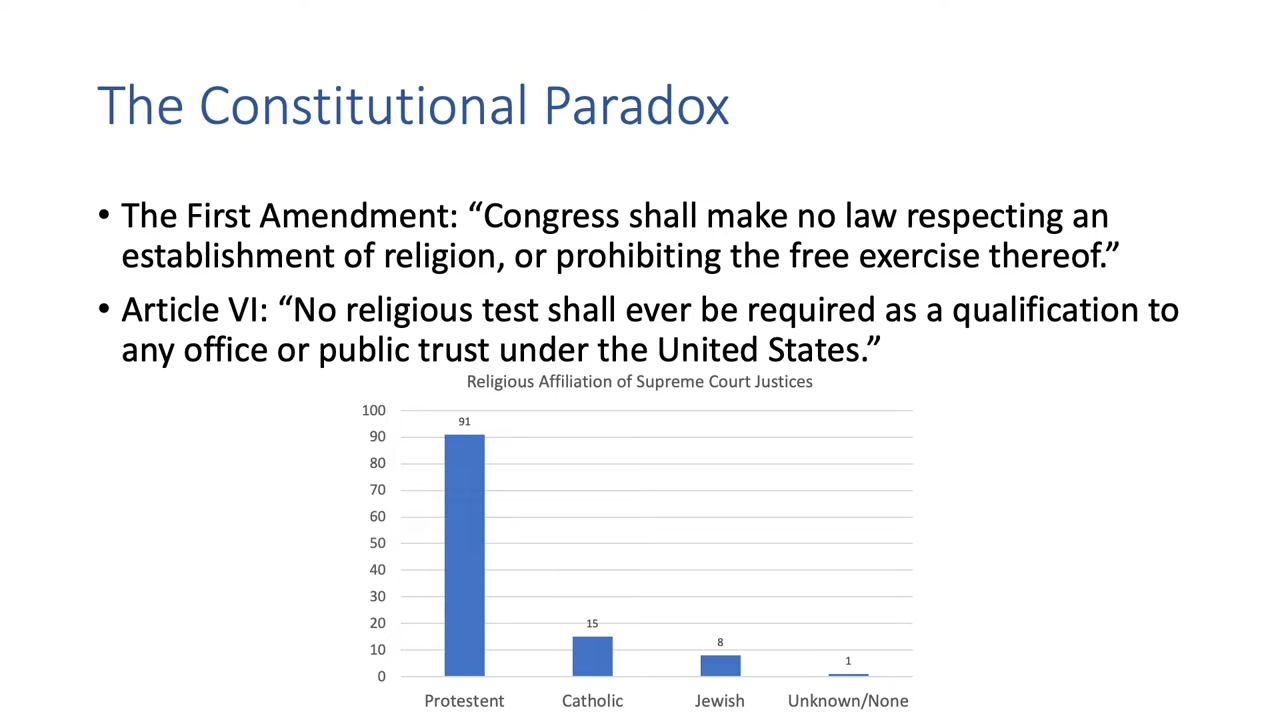 The Constitutional Paradox
• The First Amendment: “Congress shall make no law respecting an
establishment of religion, or prohibiting the free exercise thereof.”
• Article VI: “No religious test shall ever be required as a qualification to
any office or public trust under the United States.”
Religious Affiliation of Supreme Court Justices
100
90
80
70
60
50
40
30
20
10
0
91
15
8
1
Protestent
Catholic
Jewish
Unknown/None